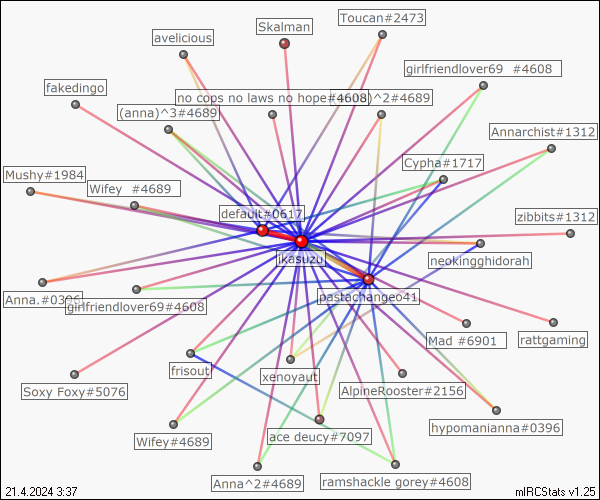 Toucan#2473
Skalman
avelicious
girlfriendlover69 #4608
fakedingo
no cops no laws no hope#4608
)^2#4689
(anna)^3#4689
Annarchist#1312
Cypha#1717
Mushy#1984
Wifey #4689
default#0617
zibbits#1312
jkasuzu
neokingghidorah
Anna.#0396
girlfriendlover69#4608
pastachangeo41
Mad #6901
rattgaming
frisout
xenoyaut
Soxy Foxy#5076
AlpineRooster#2156
hypomanianna#0396
Wifey#4689
ace deucy#7097
Anna^2#4689
ramshackle gorey#4608
21.4.2024 3:37
mIRCStats v1.25